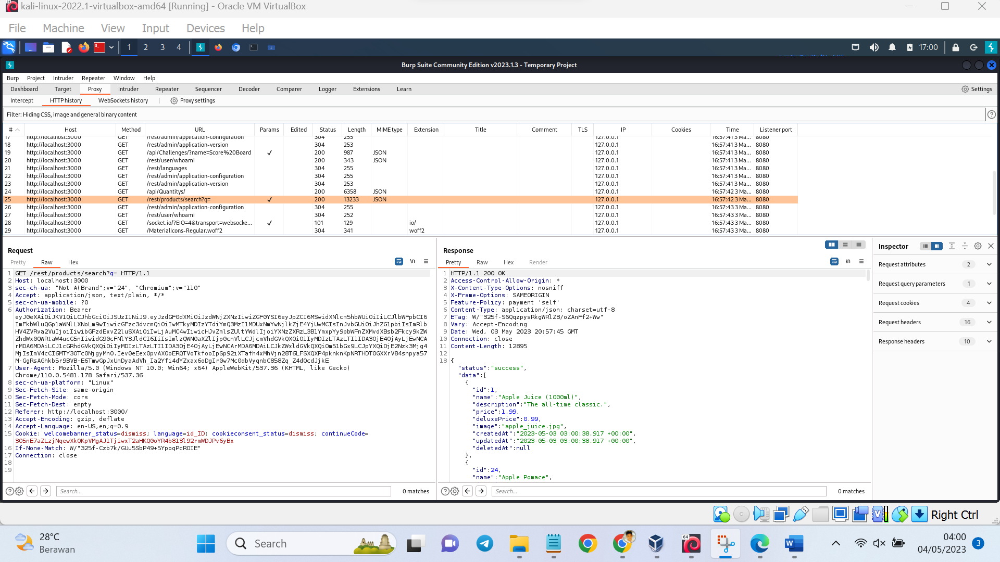 kali-linux-2022.1-virtualbox-amd64 [Running] - Oracle VM VirtualBox
File Machine View Input Devices Help
1 2 3 4 17:00
Burp Suite Community Edition v2023.1.3 - Temporary Project
Burp Project Intruder Repeater Window Help
Dashboard Target Proxy Intruder Repeater Sequencer Decoder Comparer Logger Extensions Learn Settings
Intercept HTTP history WebSockets history Proxy settings
Filter: Hiding CSS, image and general binary content
# Host Method URL Params Edited Status Length MIME type Extension Title Comment TLS IP Cookies Time Listener port
17 http://localhost:3000 GET /rest/admin/application-configuration 304 255 127.0.0.1 16:57:41 3 Ma... 8080
18 http://localhost:3000 GET /rest/admin/application-version 304 253 127.0.0.1 16:57:41 3 Ma... 8080
19 http://localhost:3000 GET /api/Challenges/?name=Score%20Board ✓ 200 987 JSON 127.0.0.1 16:57:41 3 Ma... 8080
20 http://localhost:3000 GET /rest/user/whoami 200 343 JSON 127.0.0.1 16:57:41 3 Ma... 8080
21 http://localhost:3000 GET /rest/languages 304 255 127.0.0.1 16:57:41 3 Ma... 8080
22 http://localhost:3000 GET /rest/admin/application-configuration 304 255 127.0.0.1 16:57:41 3 Ma... 8080
23 http://localhost:3000 GET /rest/admin/application-version 304 253 127.0.0.1 16:57:41 3 Ma... 8080
24 http://localhost:3000 GET /api/Quantitys/ 200 6358 JSON 127.0.0.1 16:57:42 3 Ma... 8080
25 http://localhost:3000 GET /rest/products/search?q= ✓ 200 13233 JSON 127.0.0.1 16:57:42 3 Ma... 8080
26 http://localhost:3000 GET /rest/admin/application-configuration 304 255 127.0.0.1 16:57:43 3 Ma... 8080
27 http://localhost:3000 GET /rest/user/whoami 304 252 127.0.0.1 16:57:43 3 Ma... 8080
28 http://localhost:3000 GET /socket.io/?EIO=4&transport=websocke... ✓ 101 129 io/ 127.0.0.1 16:57:43 3 Ma... 8080
29 http://localhost:3000 GET /MaterialIcons-Regular.woff2 304 341 woff2 127.0.0.1 16:57:43 3 Ma... 8080
Request
Pretty Raw Hex \n
1 GET /rest/products/search?q= HTTP/1.1
2 Host: localhost:3000
3 sec-ch-ua: "Not A(Brand";v="24", "Chromium";v="110"
4 Accept: application/json, text/plain, */*
5 sec-ch-ua-mobile: ?0
6 Authorization: Bearer
7 User-Agent: Mozilla/5.0 (Windows NT 10.0; Win64; x64) AppleWebKit/537.36 (KHTML, like Gecko)
Chrome/110.0.5481.178 Safari/537.36
8 sec-ch-ua-platform: "Linux"
9 Sec-Fetch-Site: same-origin
10 Sec-Fetch-Mode: cors
11 Sec-Fetch-Dest: empty
12 Referer: http://localhost:3000/
13 Accept-Encoding: gzip, deflate
14 Accept-Language: en-US,en;q=0.9
15 Cookie: welcomebanner_status=dismiss; language=id_ID; cookieconsent_status=dismiss; continueCode=
16 If-None-Match: W/"325f-Czb7k/GUu5SbP49+5YpoqPcROIE"
17 Connection: close
18
19
Search... 0 matches
Response
Pretty Raw Hex Render \n
1 HTTP/1.1 200 OK
2 Access-Control-Allow-Origin: *
3 X-Content-Type-Options: nosniff
4 X-Frame-Options: SAMEORIGIN
5 Feature-Policy: payment 'self'
6 Content-Type: application/json; charset=utf-8
7 ETag: W/"325f-S6QqzpysRkgWRlZB/oZAnFf2+Ww"
8 Vary: Accept-Encoding
9 Date: Wed, 03 May 2023 20:57:45 GMT
10 Connection: close
11 Content-Length: 12895
12
13 {
"status":"success",
"data":[
{
"id":1,
"name":"Apple Juice (1000ml)",
"description":"The all-time classic.",
"price":1.99,
"deluxePrice":0.99,
"image":"apple_juice.jpg",
"createdAt":"2023-05-03 03:00:38.917 +00:00",
"updatedAt":"2023-05-03 03:00:38.917 +00:00",
"deletedAt":null
},
{
"id":24,
"name":"Apple Pomace",
Search... 0 matches
Inspector
Request attributes 2
Request query parameters 1
Request cookies 4
Request headers 16
Response headers 10
Right Ctrl
28°C
Berawan
Search
04:00
04/05/2023 3